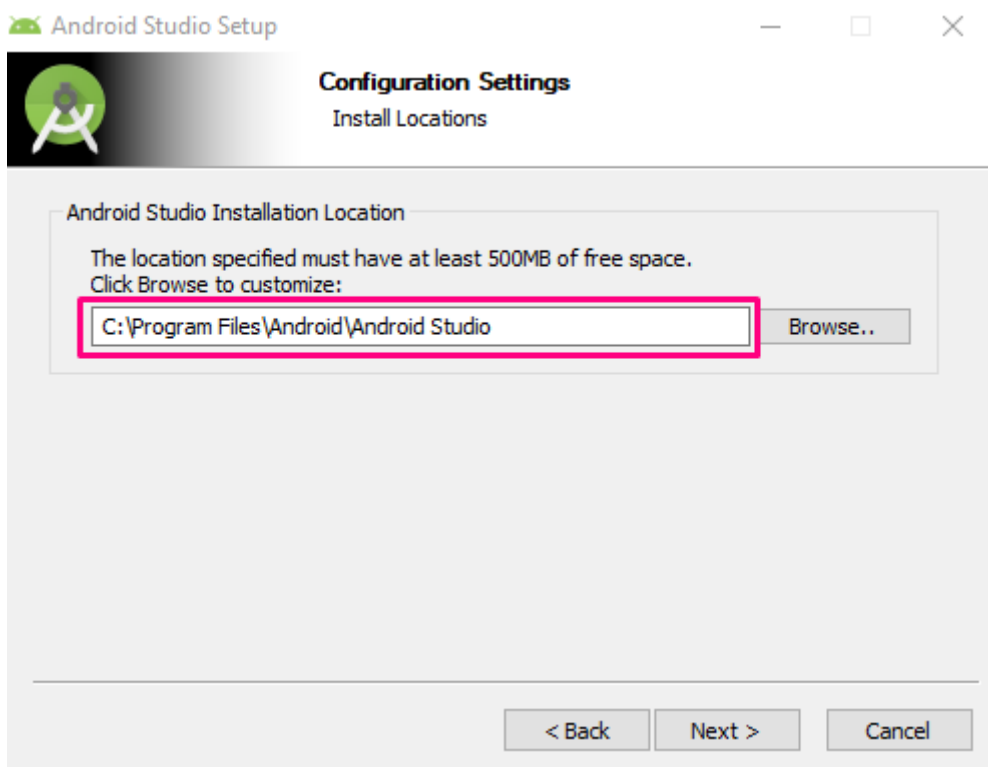 Android Studio Setup
Configuration Settings
Install Locations
Android Studio Installation Location
The location specified must have at least 500MB of free space.
Click Browse to customize:
C:\Program Files\Android\Android Studio
Browse..
< Back
Next >
Cancel